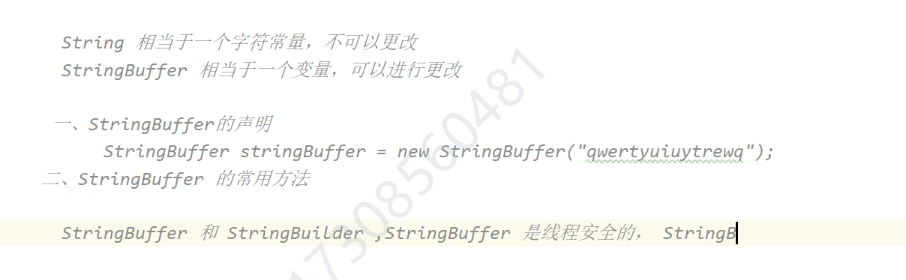 String 相当于一个字符常量，不可以更改
StringBuffer 相当于一个变量，可以进行更改
一、StringBuffer的声明
StringBuffer stringBuffer = new StringBuffer("qwertyuiuytrewq");
二、StringBuffer 的常用方法
StringBuffer 和 StringBuilder ,StringBuffer 是线程安全的， StringB
17308560481